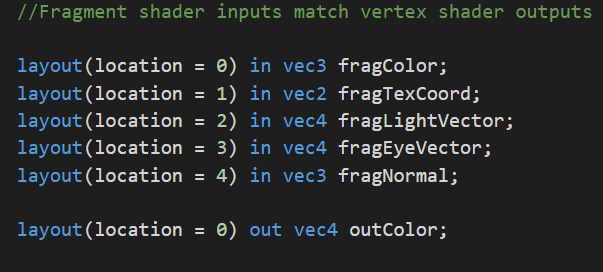 //Fragment shader inputs match vertex shader outputs
layout(location = 0) in vec3 fragColor;
layout(location = 1) in vec2 fragTexCoord;
layout(location = 2) in vec4 fragLightVector;
layout(location = 3) in vec4 fragEyeVector;
layout(location = 4) in vec3 fragNormal;
layout(location = 0) out vec4 outColor;